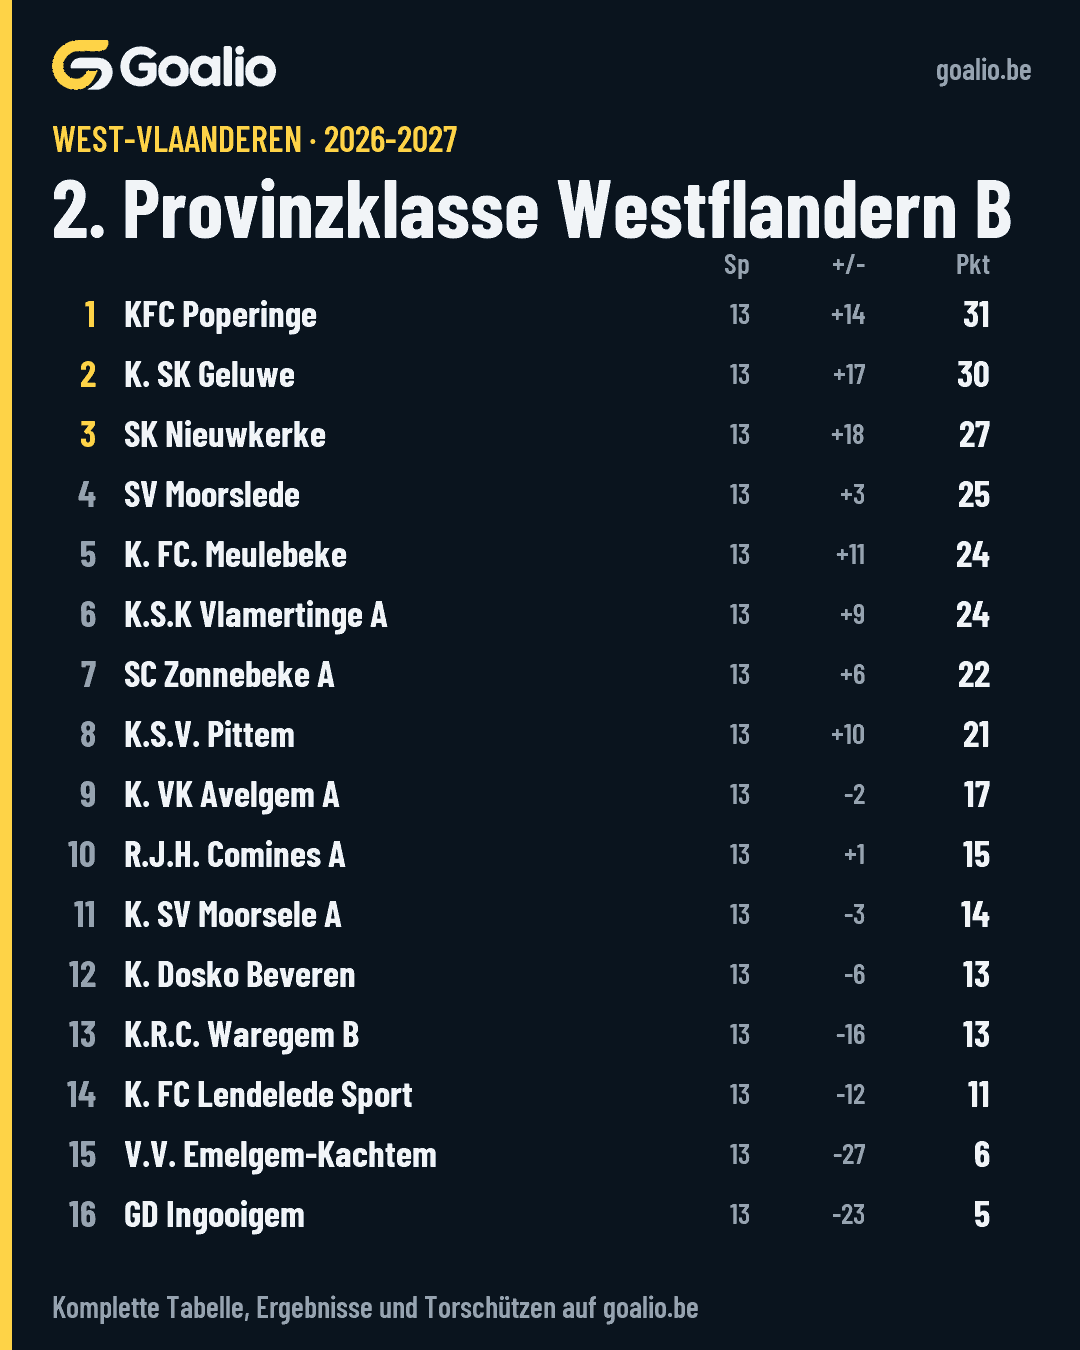 Goalio goalio.be
WEST-VLAANDEREN · 2026-2027
2. Provinzklasse Westflandern B
Sp +/- Pkt
1 KFC Poperinge 13 +14 31
2 K. SK Geluwe 13 +17 30
3 SK Nieuwkerke 13 +18 27
4 SV Moorslede 13 +3 25
5 K. FC. Meulebeke 13 +11 24
6 K.S.K Vlamertinge A 13 +9 24
7 SC Zonnebeke A 13 +6 22
8 K.S.V. Pittem 13 +10 21
9 K. VK Avelgem A 13 -2 17
10 R.J.H. Comines A 13 +1 15
11 K. SV Moorsele A 13 -3 14
12 K. Dosko Beveren 13 -6 13
13 K.R.C. Waregem B 13 -16 13
14 K. FC Lendelede Sport 13 -12 11
15 V.V. Emelgem-Kachtem 13 -27 6
16 GD Ingooigem 13 -23 5
Komplette Tabelle, Ergebnisse und Torschützen auf goalio.be